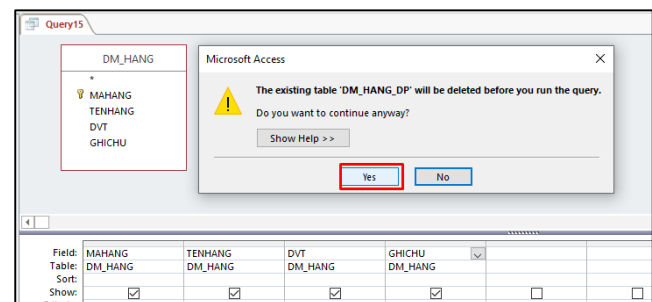 Query15
DM_HANG
*
MAHANG
TENHANG
DVT
GHICHU
Microsoft Access
The existing table 'DM_HANG_DP' will be deleted before you run the query.
Do you want to continue anyway?
Show Help >>
Yes No
Field: MAHANG TENHANG DVT GHICHU
Table: DM_HANG DM_HANG DM_HANG DM_HANG
Sort:
Show: